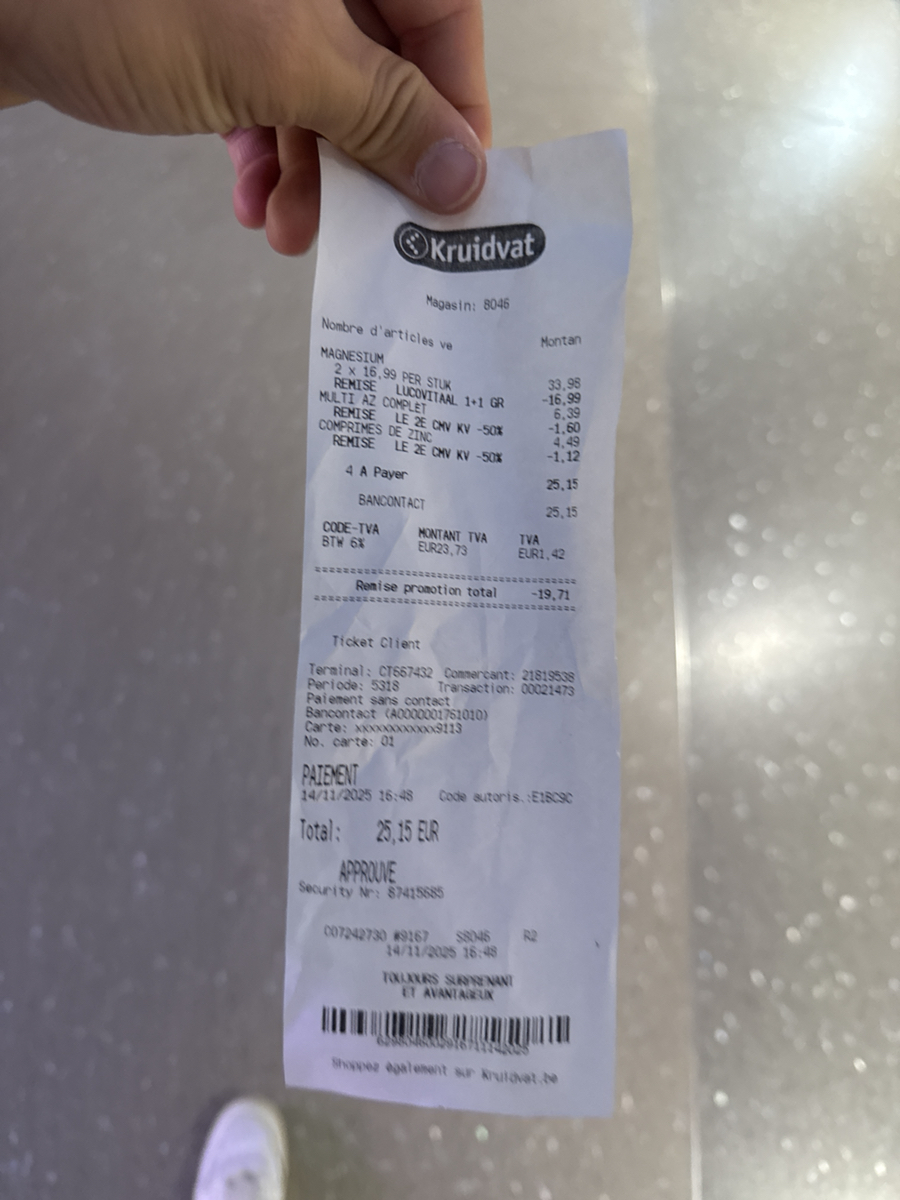 Kruidvat
Magasin: 8046
Nombre d'articles ve Montan
MAGNESIUM
2 x 16,99 PER STUK 33,98
REMISE LUCOVITAAL 1+1 GR -16,99
MULTI AZ COMPLET 6,39
REMISE LE 2E CMV KV -50% -1,60
COMPRIMES DE ZINC 4,49
REMISE LE 2E CMV KV -50% -1,12
4 A Payer 25,15
BANCONTACT 25,15
CODE-TVA MONTANT TVA TVA
BTW 6% EUR23,73 EUR1,42
Remise promotion total -19,71
Ticket Client
Terminal: CT667432 Commercant: 21819538
Periode: 5318 Transaction: 00021473
Paiement sans contact
Bancontact (A0000001761010)
Carte: xxxxxxxxxxxx9113
No. carte: 01
PAIEMENT
14/11/2025 16:48 Code autoris.:E1BC9C
Total: 25,15 EUR
APPROUVE
Security Nr: 87415685
C07242730 #9167 S8046 R2
14/11/2025 16:48
TOUJOURS SURPRENANT
ET AVANTAGEUX
Shoppez également sur Kruidvat.be